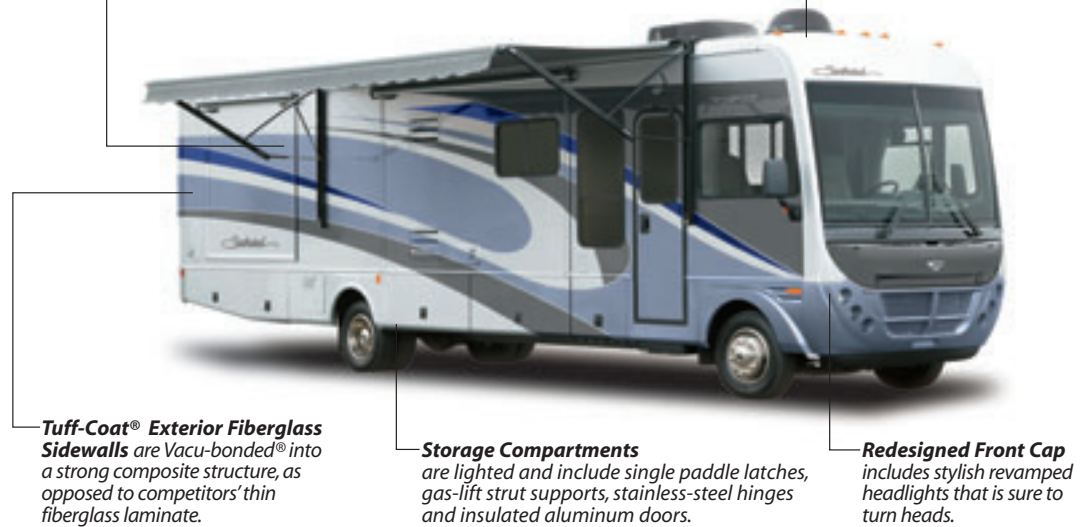 Tuff-Coat® Exterior Fiberglass
Sidewalls are Vacu-bonded® into
a strong composite structure, as
opposed to competitors' thin
fiberglass laminate.
Storage Compartments
are lighted and include single paddle latches,
gas-lift strut supports, stainless-steel hinges
and insulated aluminum doors.
Redesigned Front Cap
includes stylish revamped
headlights that is sure to
turn heads.